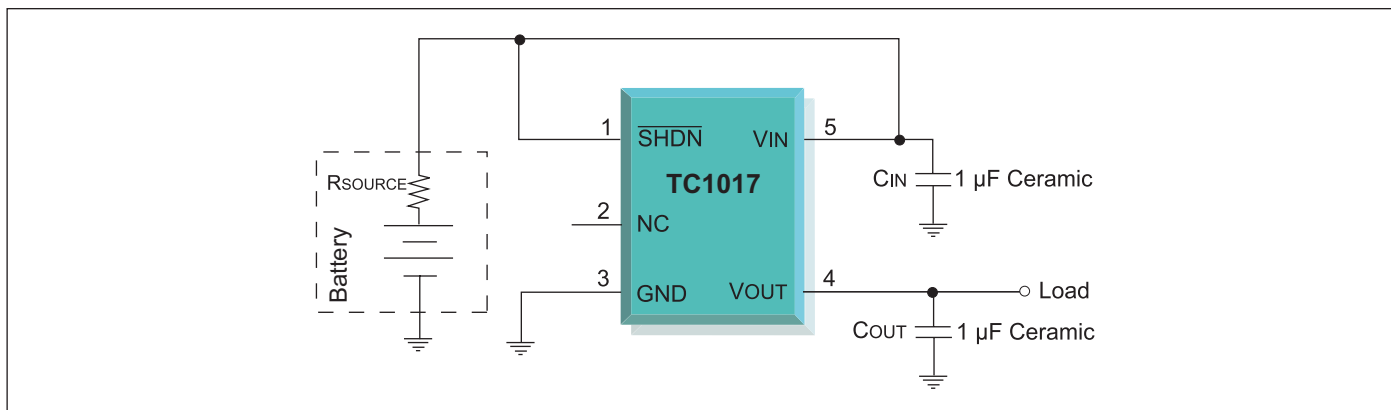 1
SHDN
VIN
5
RSOURCE
TC1017
CIN
1 µF Ceramic
2
NC
Battery
3
GND
VOUT
4
Load
COUT
1 µF Ceramic